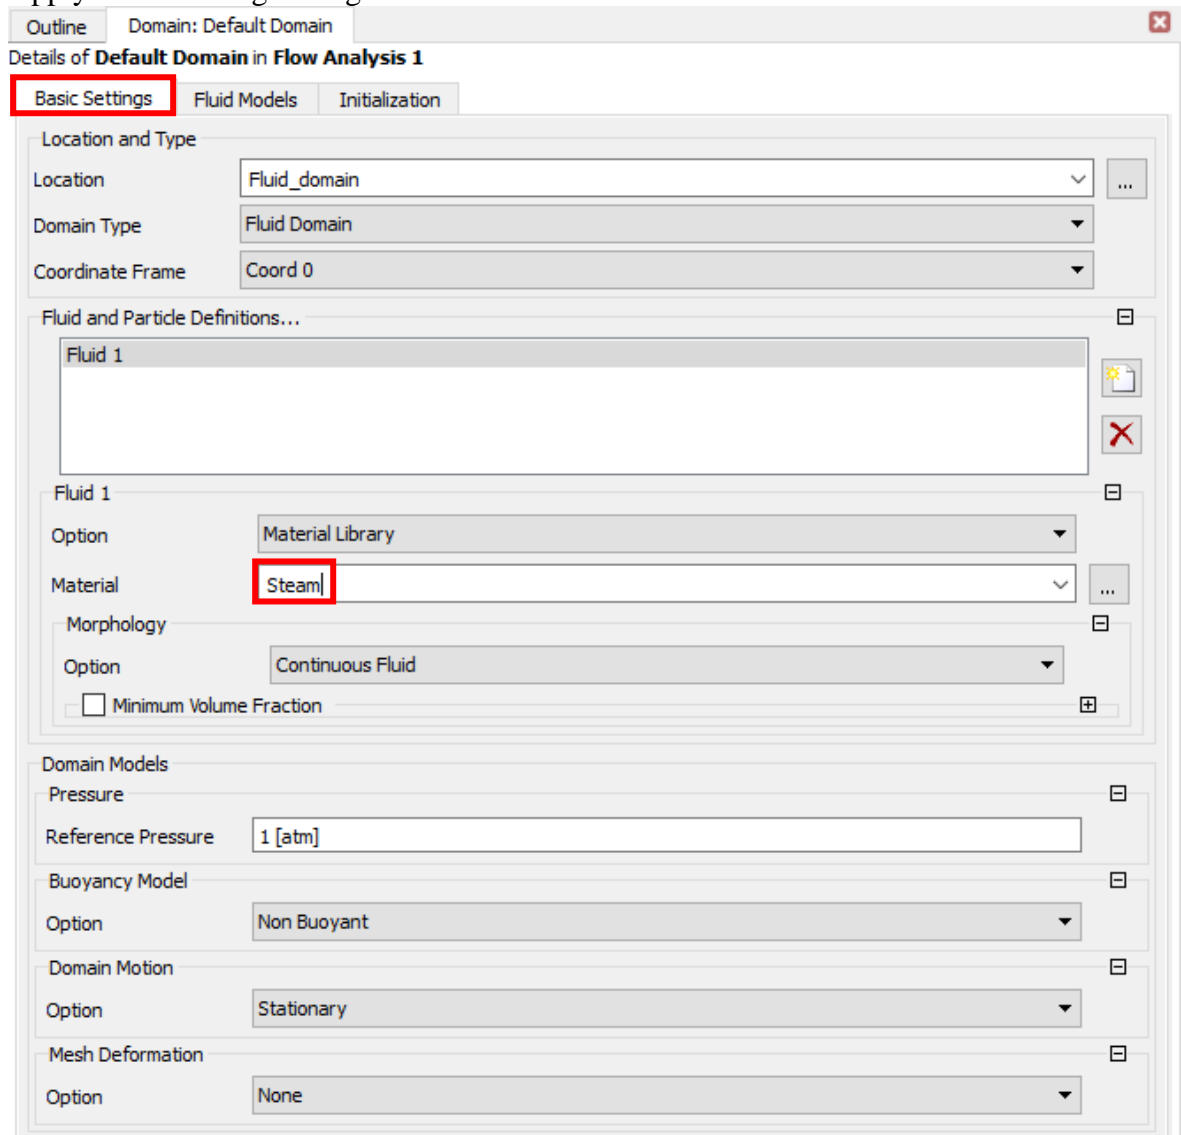 Outline Domain: Default Domain
Details of Default Domain in Flow Analysis 1
Basic Settings Fluid Models Initialization
Location and Type
Location Fluid_domain ...
Domain Type Fluid Domain
Coordinate Frame Coord 0
Fluid and Particle Definitions...
Fluid 1
Fluid 1
Option Material Library
Material Steam ...
Morphology
Option Continuous Fluid
Minimum Volume Fraction
Domain Models
Pressure
Reference Pressure 1 [atm]
Buoyancy Model
Option Non Buoyant
Domain Motion
Option Stationary
Mesh Deformation
Option None